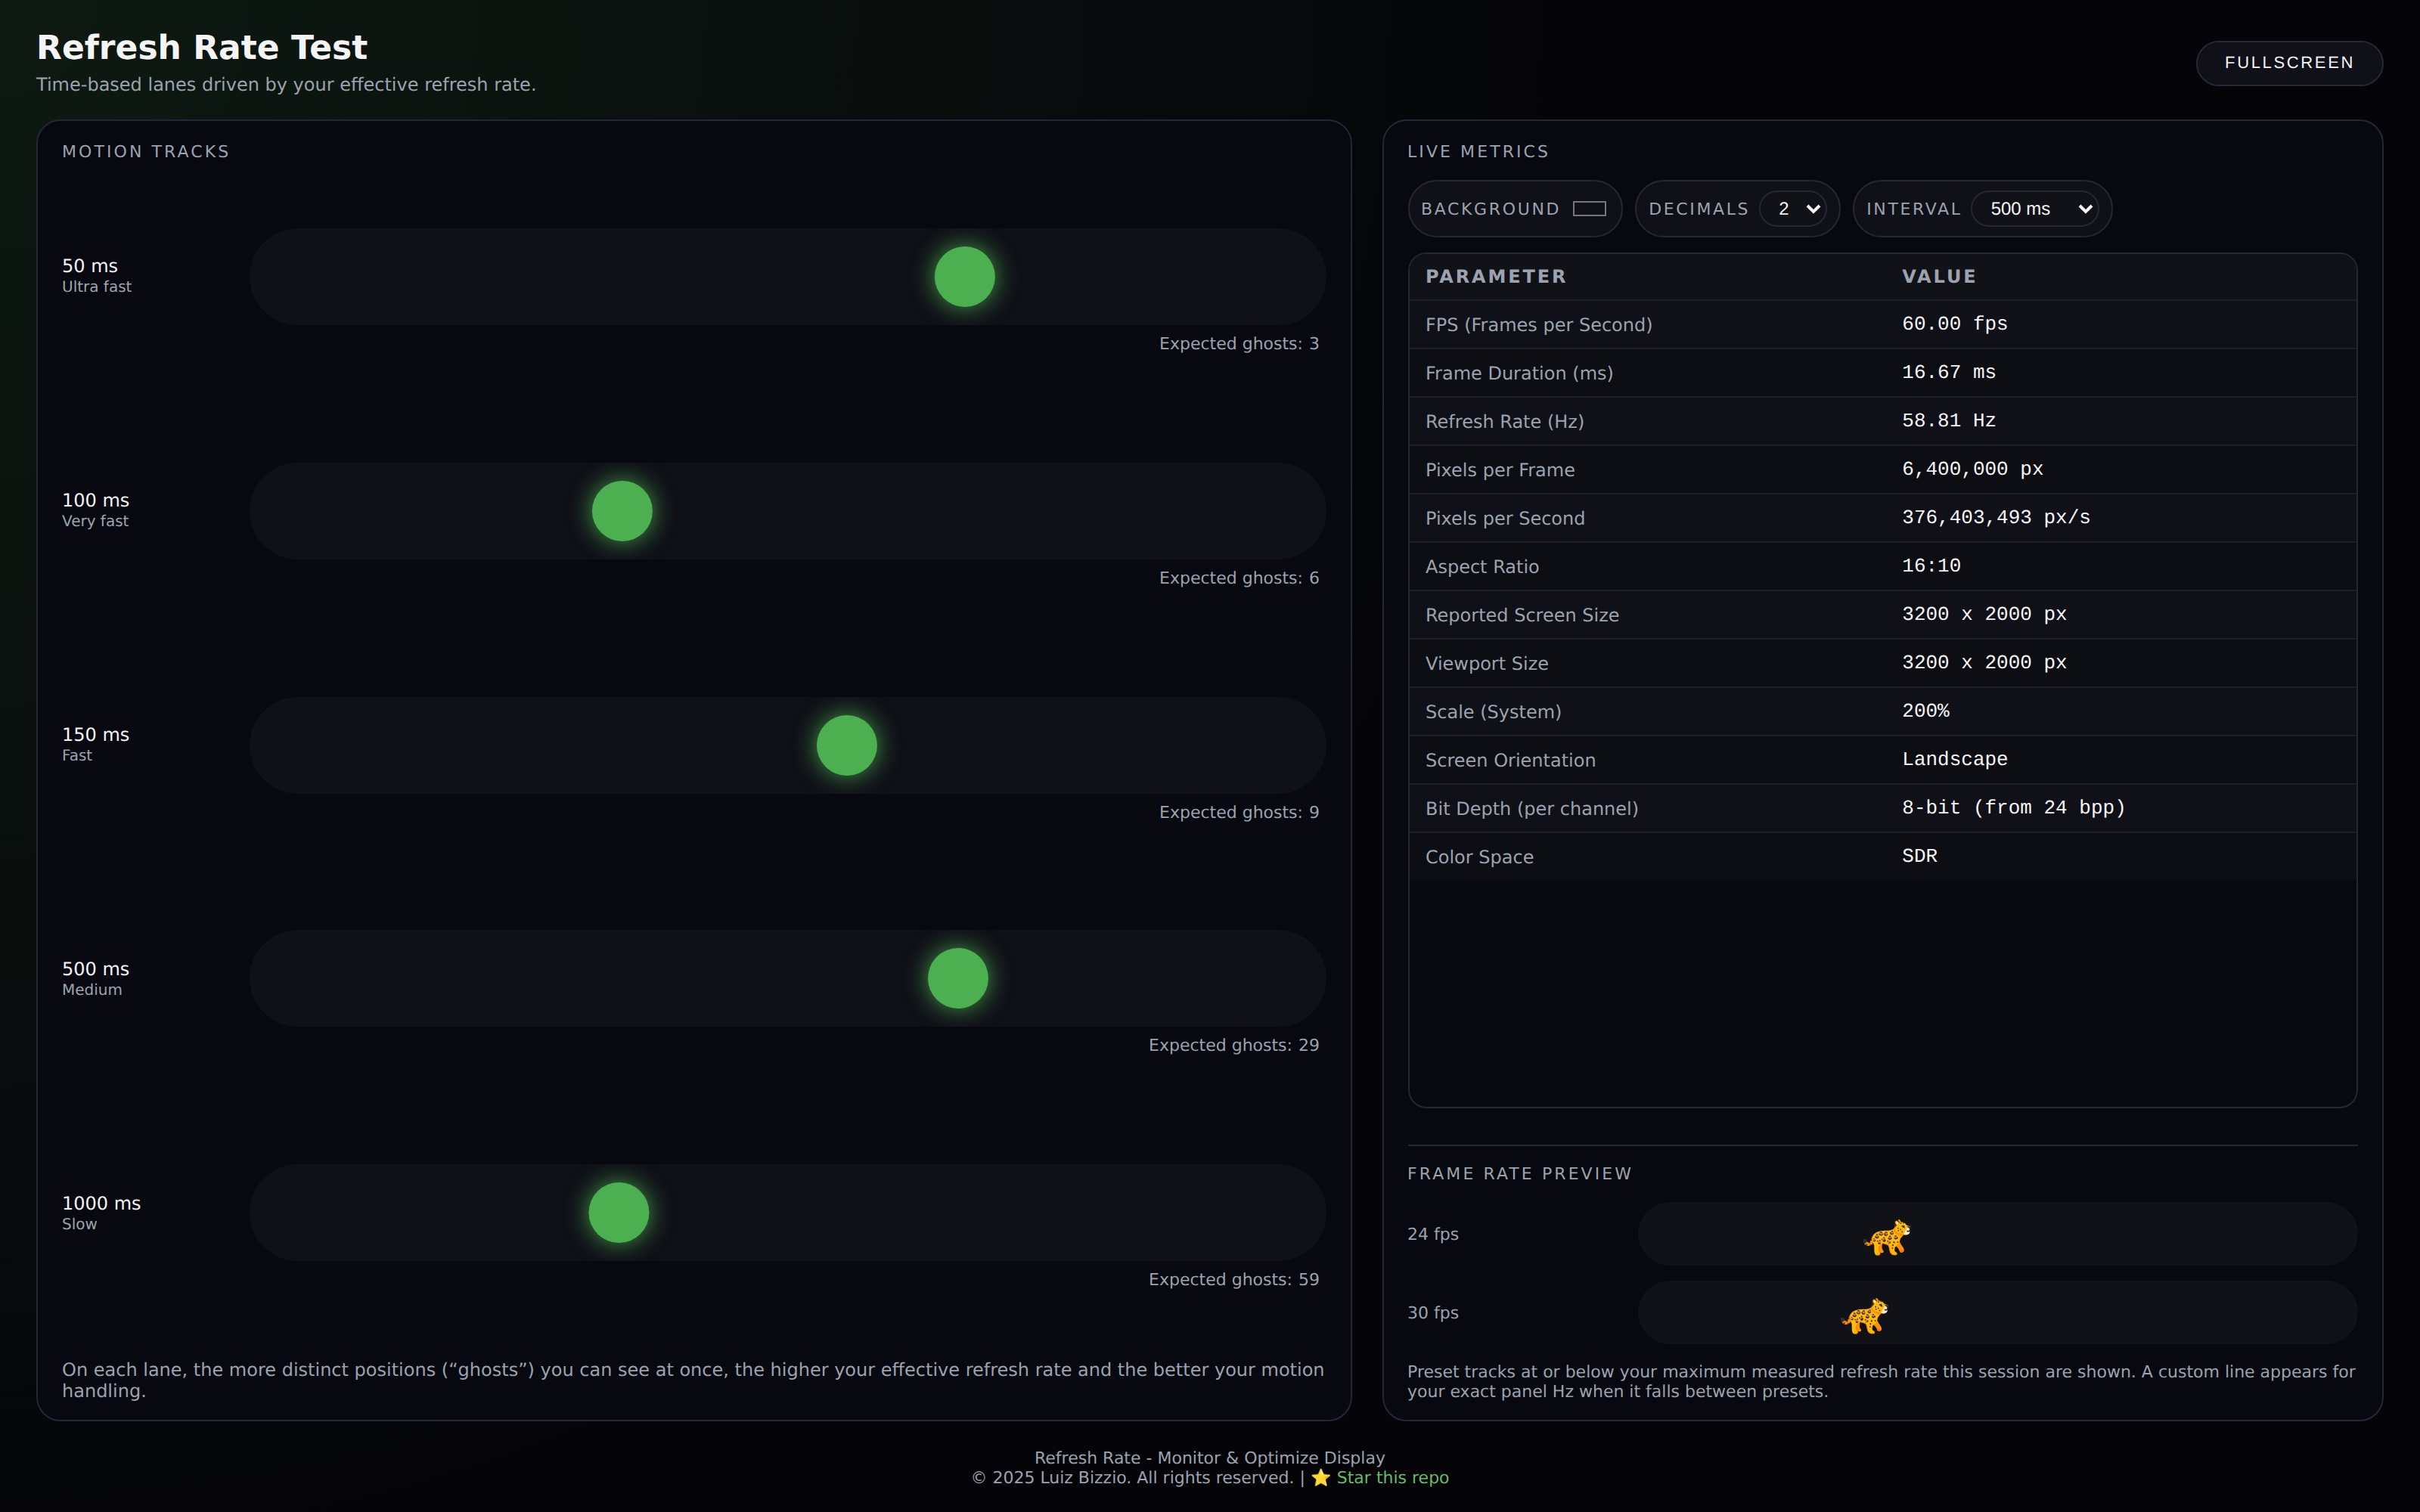 Refresh Rate Test
Time-based lanes driven by your effective refresh rate.
FULLSCREEN
MOTION TRACKS
50 ms
Ultra fast
Expected ghosts: 3
100 ms
Very fast
Expected ghosts: 6
150 ms
Fast
Expected ghosts: 9
500 ms
Medium
Expected ghosts: 29
1000 ms
Slow
Expected ghosts: 59
On each lane, the more distinct positions (“ghosts”) you can see at once, the higher your effective refresh rate and the better your motion
handling.
LIVE METRICS
BACKGROUND DECIMALS 2 INTERVAL 500 ms
PARAMETER VALUE
FPS (Frames per Second) 60.00 fps
Frame Duration (ms) 16.67 ms
Refresh Rate (Hz) 58.81 Hz
Pixels per Frame 6,400,000 px
Pixels per Second 376,403,493 px/s
Aspect Ratio 16:10
Reported Screen Size 3200 x 2000 px
Viewport Size 3200 x 2000 px
Scale (System) 200%
Screen Orientation Landscape
Bit Depth (per channel) 8-bit (from 24 bpp)
Color Space SDR
FRAME RATE PREVIEW
24 fps
30 fps
Preset tracks at or below your maximum measured refresh rate this session are shown. A custom line appears for
your exact panel Hz when it falls between presets.
Refresh Rate - Monitor & Optimize Display
© 2025 Luiz Bizzio. All rights reserved. | ⭐ Star this repo